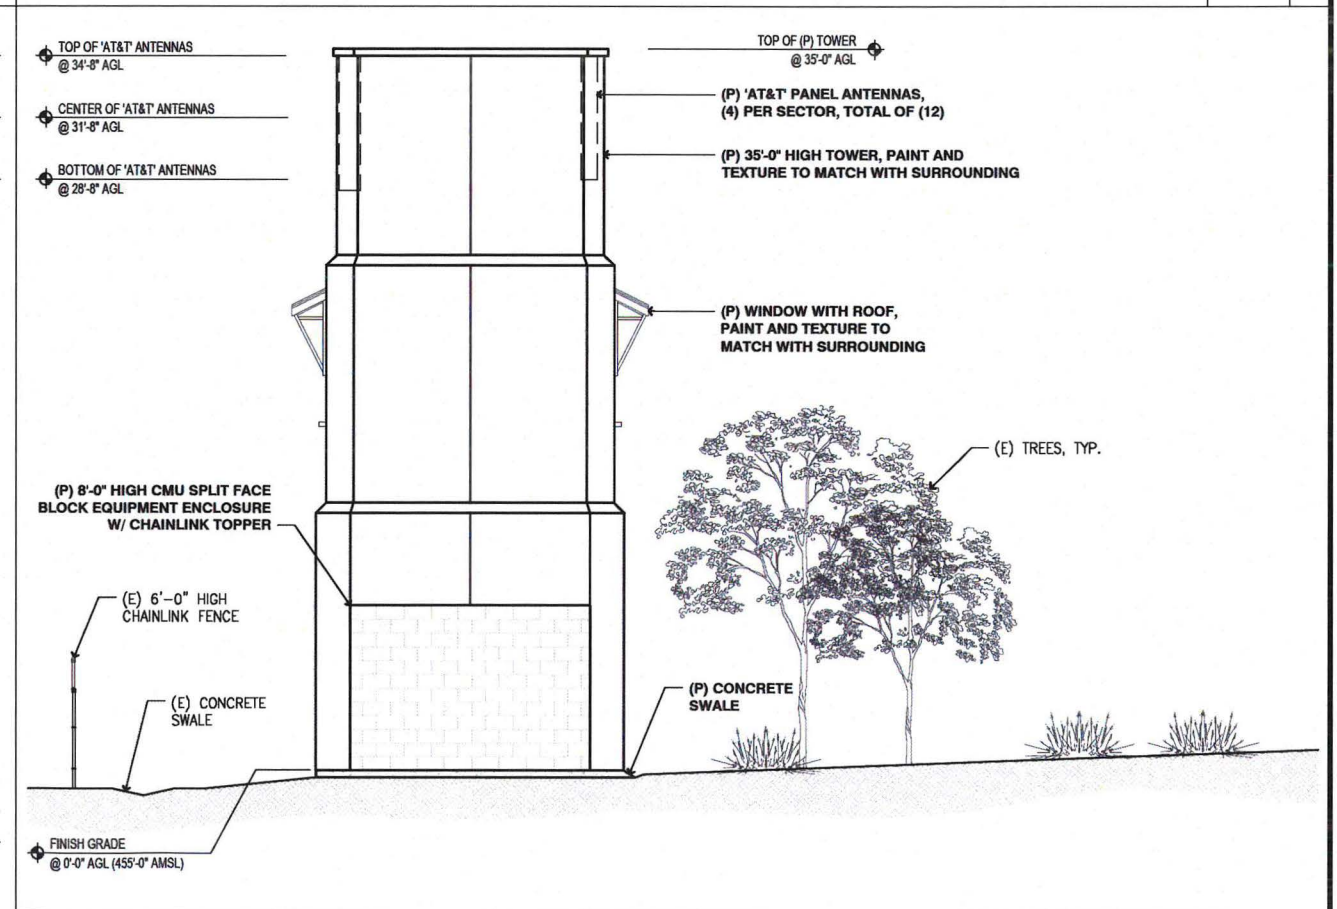 TOP OF 'AT&T' ANTENNAS
@ 34'-8" AGL
CENTER OF 'AT&T' ANTENNAS
@ 31'-8" AGL
BOTTOM OF 'AT&T' ANTENNAS
@ 28'-8" AGL
TOP OF (P) TOWER
@ 35'-0" AGL
(P) 'AT&T' PANEL ANTENNAS,
(4) PER SECTOR, TOTAL OF (12)
(P) 35'-0" HIGH TOWER, PAINT AND
TEXTURE TO MATCH WITH SURROUNDING
(P) WINDOW WITH ROOF,
PAINT AND TEXTURE TO
MATCH WITH SURROUNDING
(E) TREES, TYP.
(P) 8'-0" HIGH CMU SPLIT FACE
BLOCK EQUIPMENT ENCLOSURE
W/ CHAINLINK TOPPER
(E) 6'-0" HIGH
CHAINLINK FENCE
(E) CONCRETE
SWALE
(P) CONCRETE
SWALE
FINISH GRADE
@ 0'-0" AGL (455'-0" AMSL)